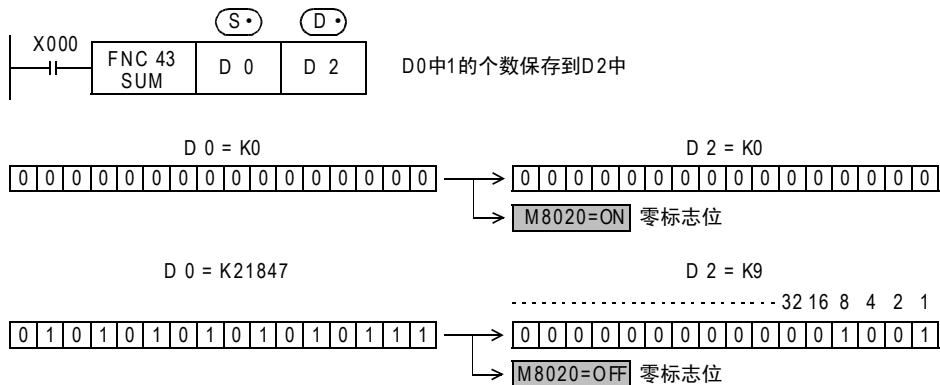 S• D•
X000
FNC 43 SUM D 0 D 2 D0中1的个数保存到D2中
D 0 = K0 D 2 = K0
0 0 0 0 0 0 0 0 0 0 0 0 0 0 0 0 0 0 0 0 0 0 0 0 0 0 0 0 0 0 0 0
M8020=ON 零标志位
D 0 = K21847 D 2 = K9
32 16 8 4 2 1
0 1 0 1 0 1 0 1 0 1 0 1 0 1 1 1 0 0 0 0 0 0 0 0 0 0 0 0 1 0 0 1
M8020=OFF 零标志位